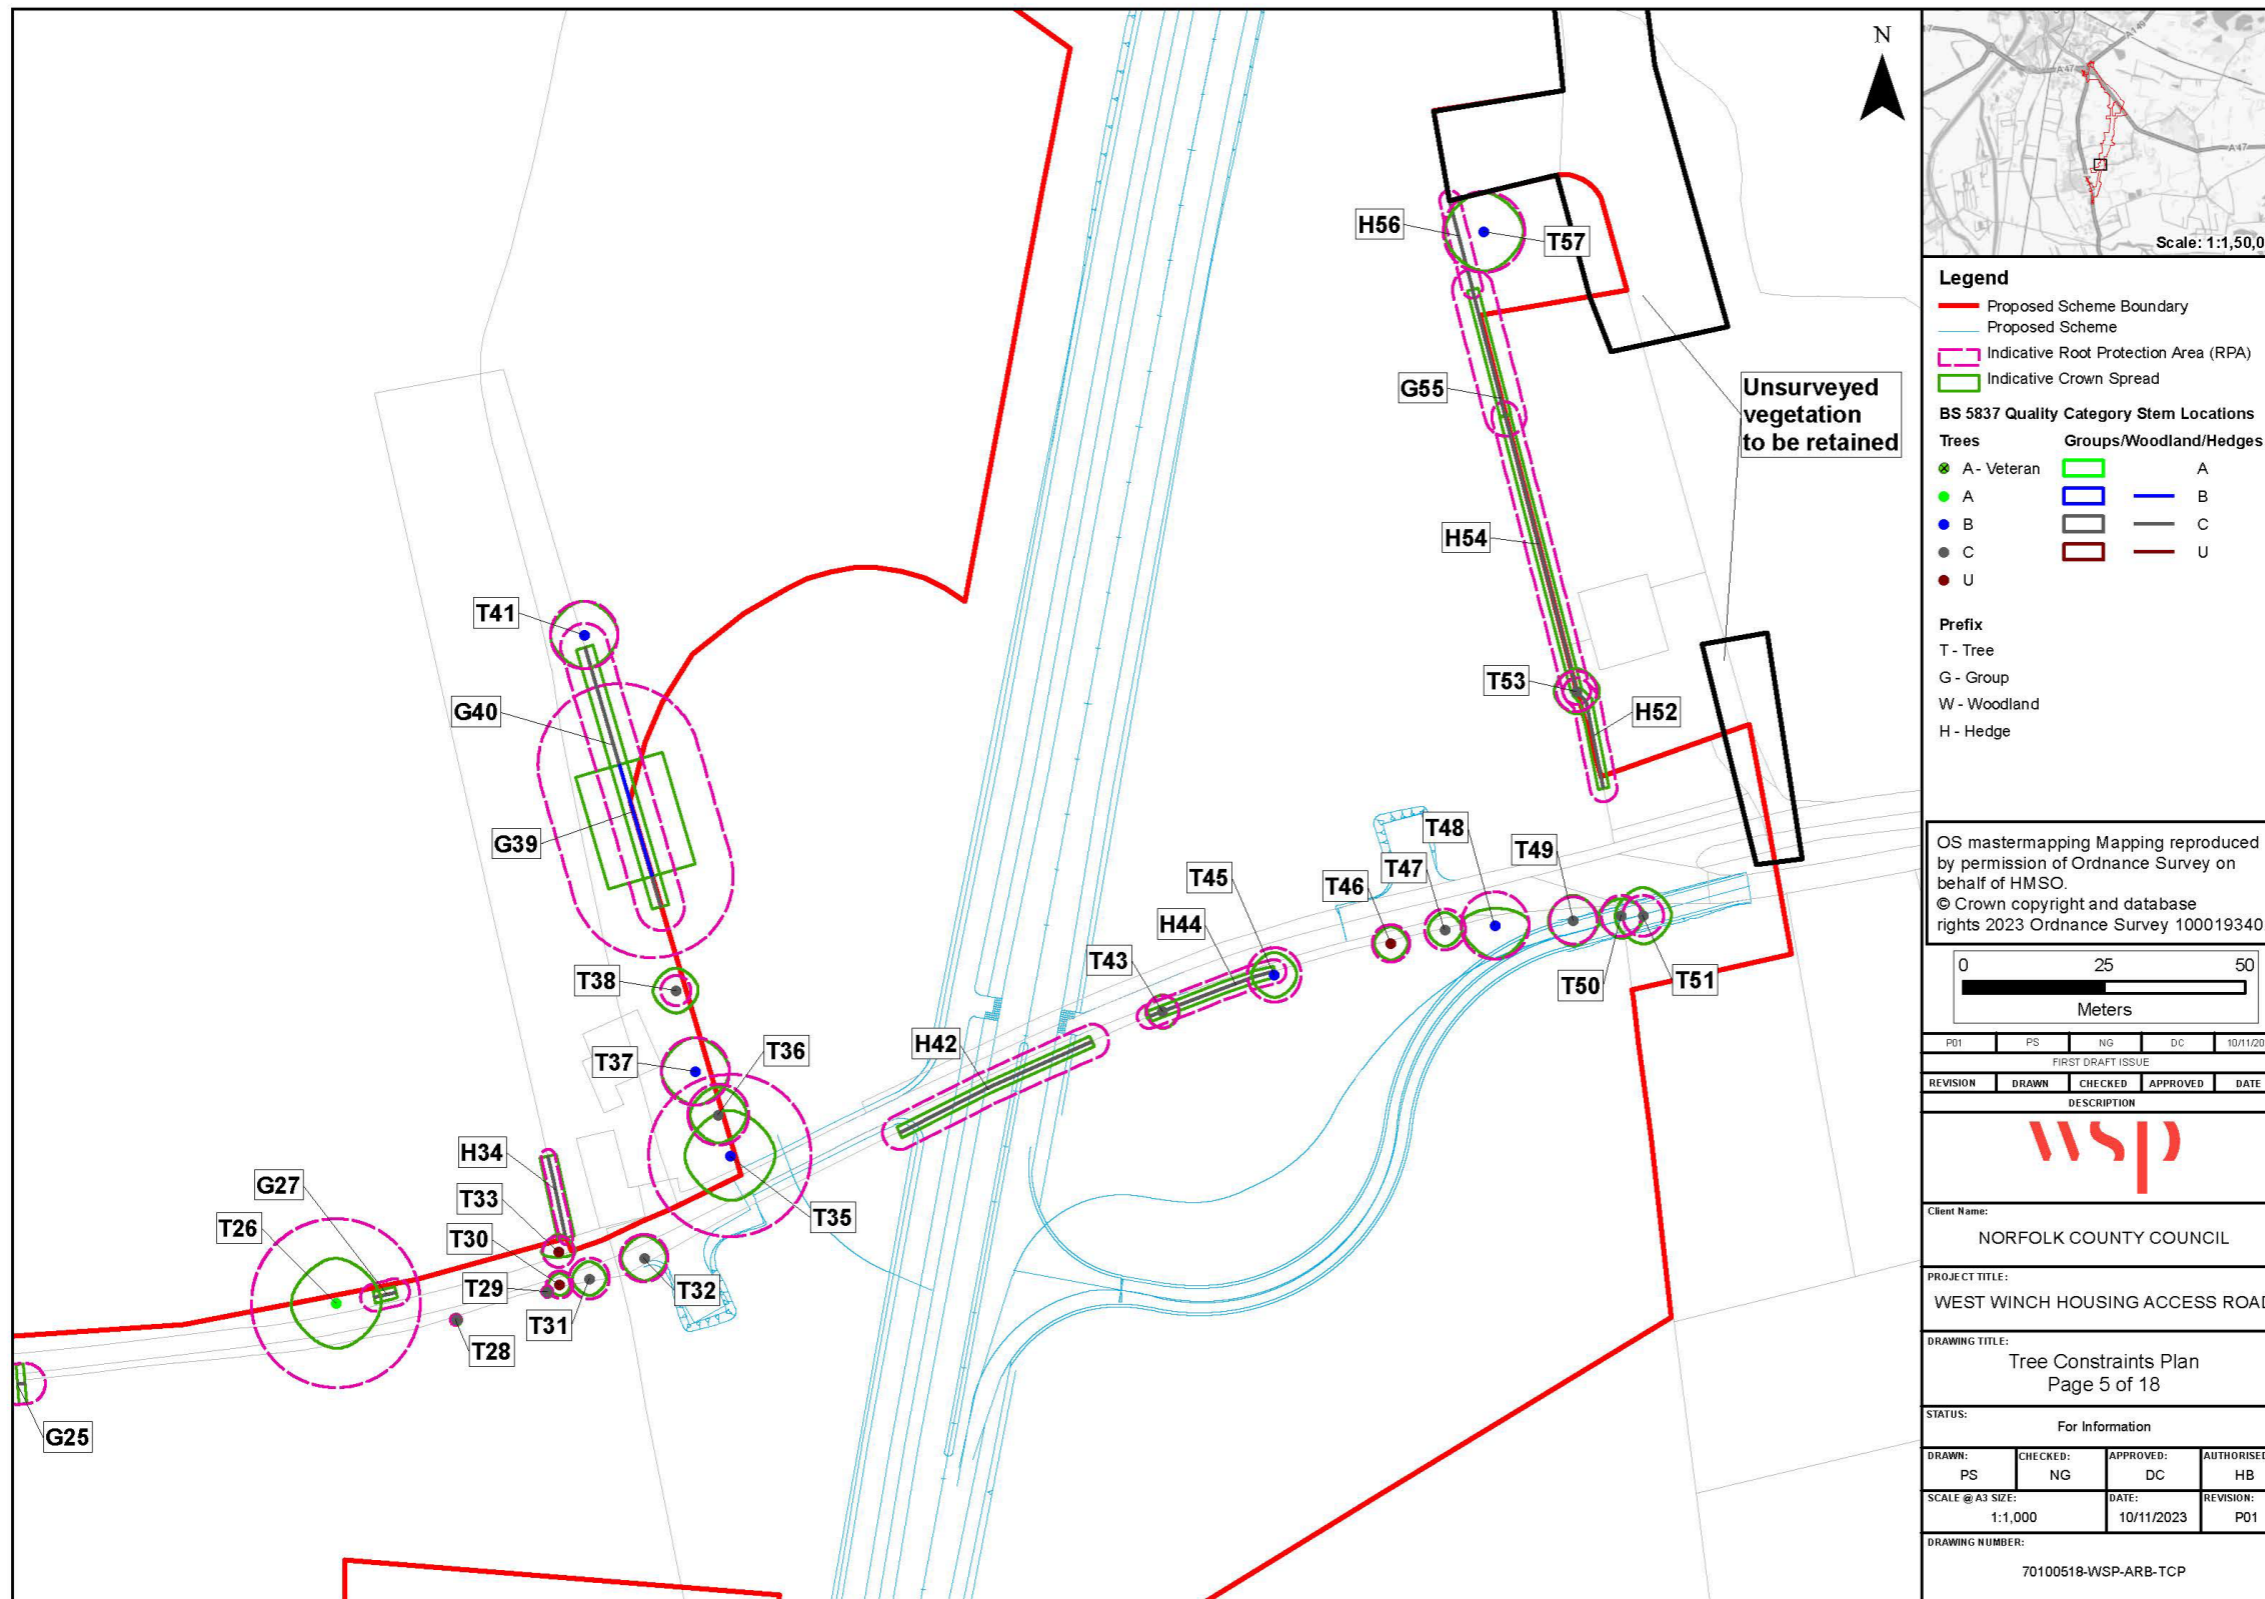 N
H56
T57
G55
Unsurveyed
vegetation
to be retained
H54
T41
T53
G40
H52
G39
T48
T49
T47
T45
T46
H44
T43
T38
T50
T51
H42
T36
T37
H34
G27
T33
T26
T35
T30
T29
T32
T31
T28
G25
A47
A149
A47
Scale: 1:1,50,0
Legend
Proposed Scheme Boundary
Proposed Scheme
Indicative Root Protection Area (RPA)
Indicative Crown Spread
BS 5837 Quality Category Stem Locations
Trees Groups/Woodland/Hedges
A - Veteran A
A B
B C
C U
U
Prefix
T - Tree
G - Group
W - Woodland
H - Hedge
OS mastermapping Mapping reproduced
by permission of Ordnance Survey on
behalf of HMSO.
© Crown copyright and database
rights 2023 Ordnance Survey 100019340
0 25 50
Meters
P01 PS NG DC 10/11/20
FIRST DRAFT ISSUE
REVISION DRAWN CHECKED APPROVED DATE
DESCRIPTION
wsp
Client Name:
NORFOLK COUNTY COUNCIL
PROJECT TITLE:
WEST WINCH HOUSING ACCESS ROAD
DRAWING TITLE:
Tree Constraints Plan
Page 5 of 18
STATUS:
For Information
DRAWN: CHECKED: APPROVED: AUTHORISED
PS NG DC HB
SCALE @ A3 SIZE: DATE: REVISION:
1:1,000 10/11/2023 P01
DRAWING NUMBER:
70100518-WSP-ARB-TCP